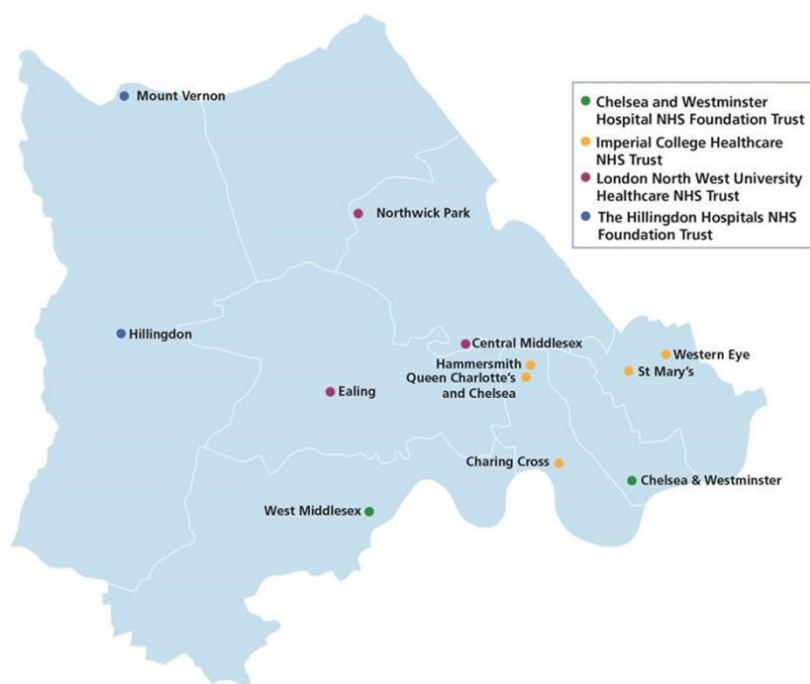 Mount Vernon
Chelsea and Westminster
Hospital NHS Foundation Trust
Imperial College Healthcare
NHS Trust
London North West University
Healthcare NHS Trust
The Hillingdon Hospitals NHS
Foundation Trust
Northwick Park
Hillingdon
Central Middlesex
Hammersmith
Queen Charlotte's
and Chelsea
Western Eye
St Mary's
Ealing
Charing Cross
Chelsea & Westminster
West Middlesex